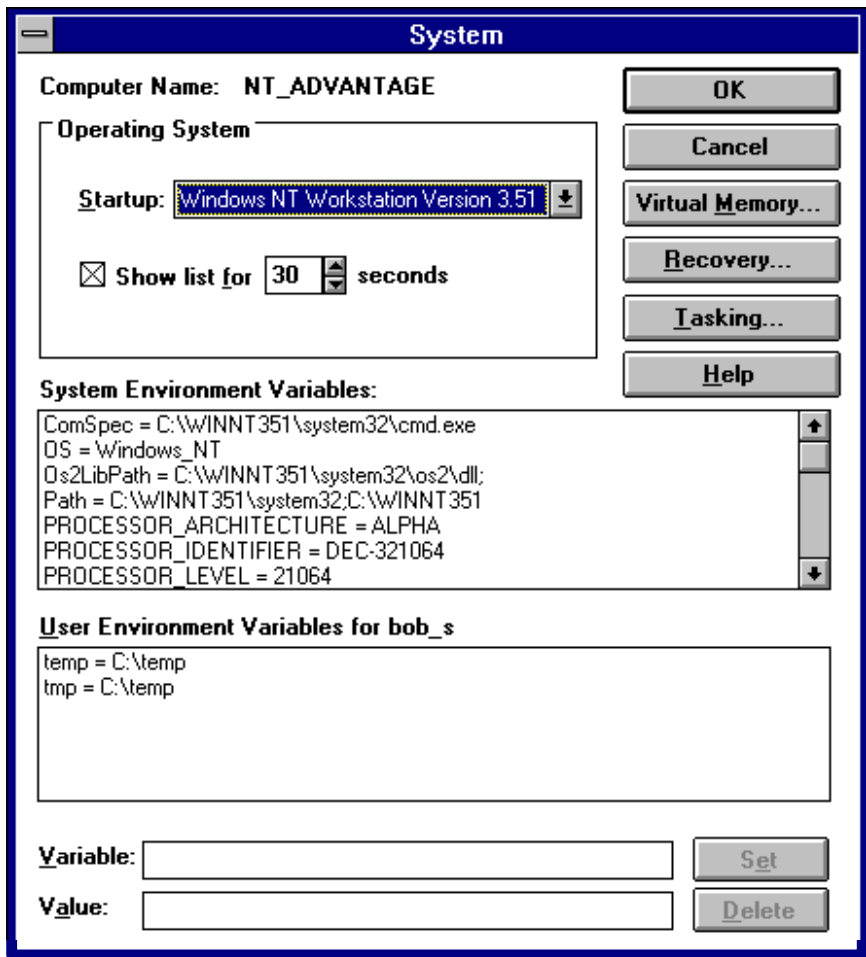 System
Computer Name: NT_ADVANTAGE
OK
Operating System
Cancel
Startup: Windows NT Workstation Version 3.51
Virtual Memory...
Show list for 30 seconds
Recovery...
Tasking...
Help
System Environment Variables:
ComSpec = C:\WINNT351\system32\cmd.exe
OS = Windows_NT
Os2LibPath = C:\WINNT351\system32\os2\dll;
Path = C:\WINNT351\system32;C:\WINNT351
PROCESSOR_ARCHITECTURE = ALPHA
PROCESSOR_IDENTIFIER = DEC-321064
PROCESSOR_LEVEL = 21064
User Environment Variables for bob_s
temp = C:\temp
tmp = C:\temp
Variable:
Set
Value:
Delete